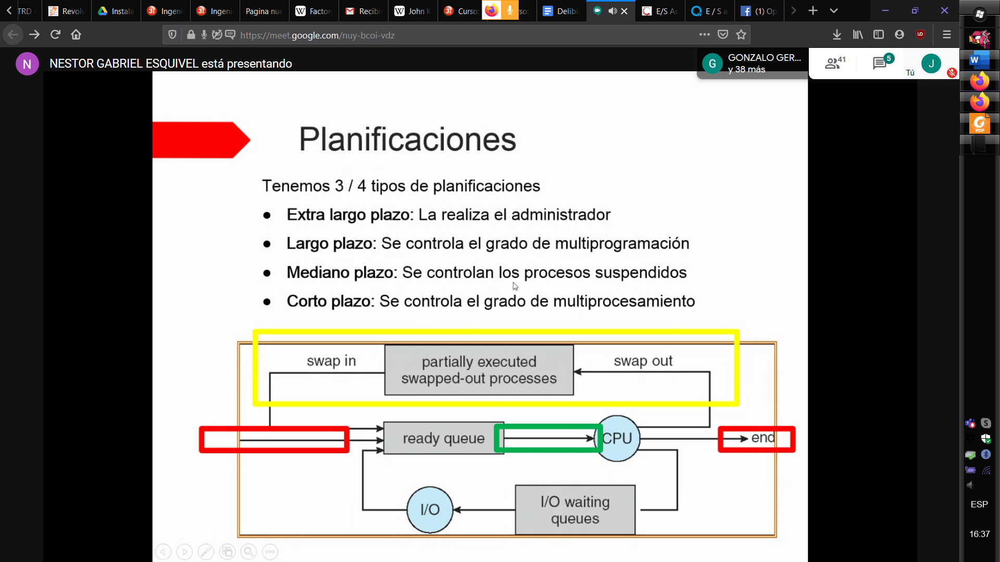 TRD
Revolu
Instala
Ingeni
Ingeni
Pagina nue
Factor
Recibi
John K
Curso:
so:
Delibi
E/S As
E / S a
(1) Op
https://meet.google.com/nuy-bcoi-vdz
N
NESTOR GABRIEL ESQUIVEL está presentando
G
GONZALO GER...
y 38 más
41
5
Tú
J
Planificaciones
Tenemos 3 / 4 tipos de planificaciones
● Extra largo plazo: La realiza el administrador
● Largo plazo: Se controla el grado de multiprogramación
● Mediano plazo: Se controlan los procesos suspendidos
● Corto plazo: Se controla el grado de multiprocesamiento
swap in
partially executed
swapped-out processes
swap out
ready queue
CPU
end
I/O
I/O waiting
queues
PDF
ESP
16:37